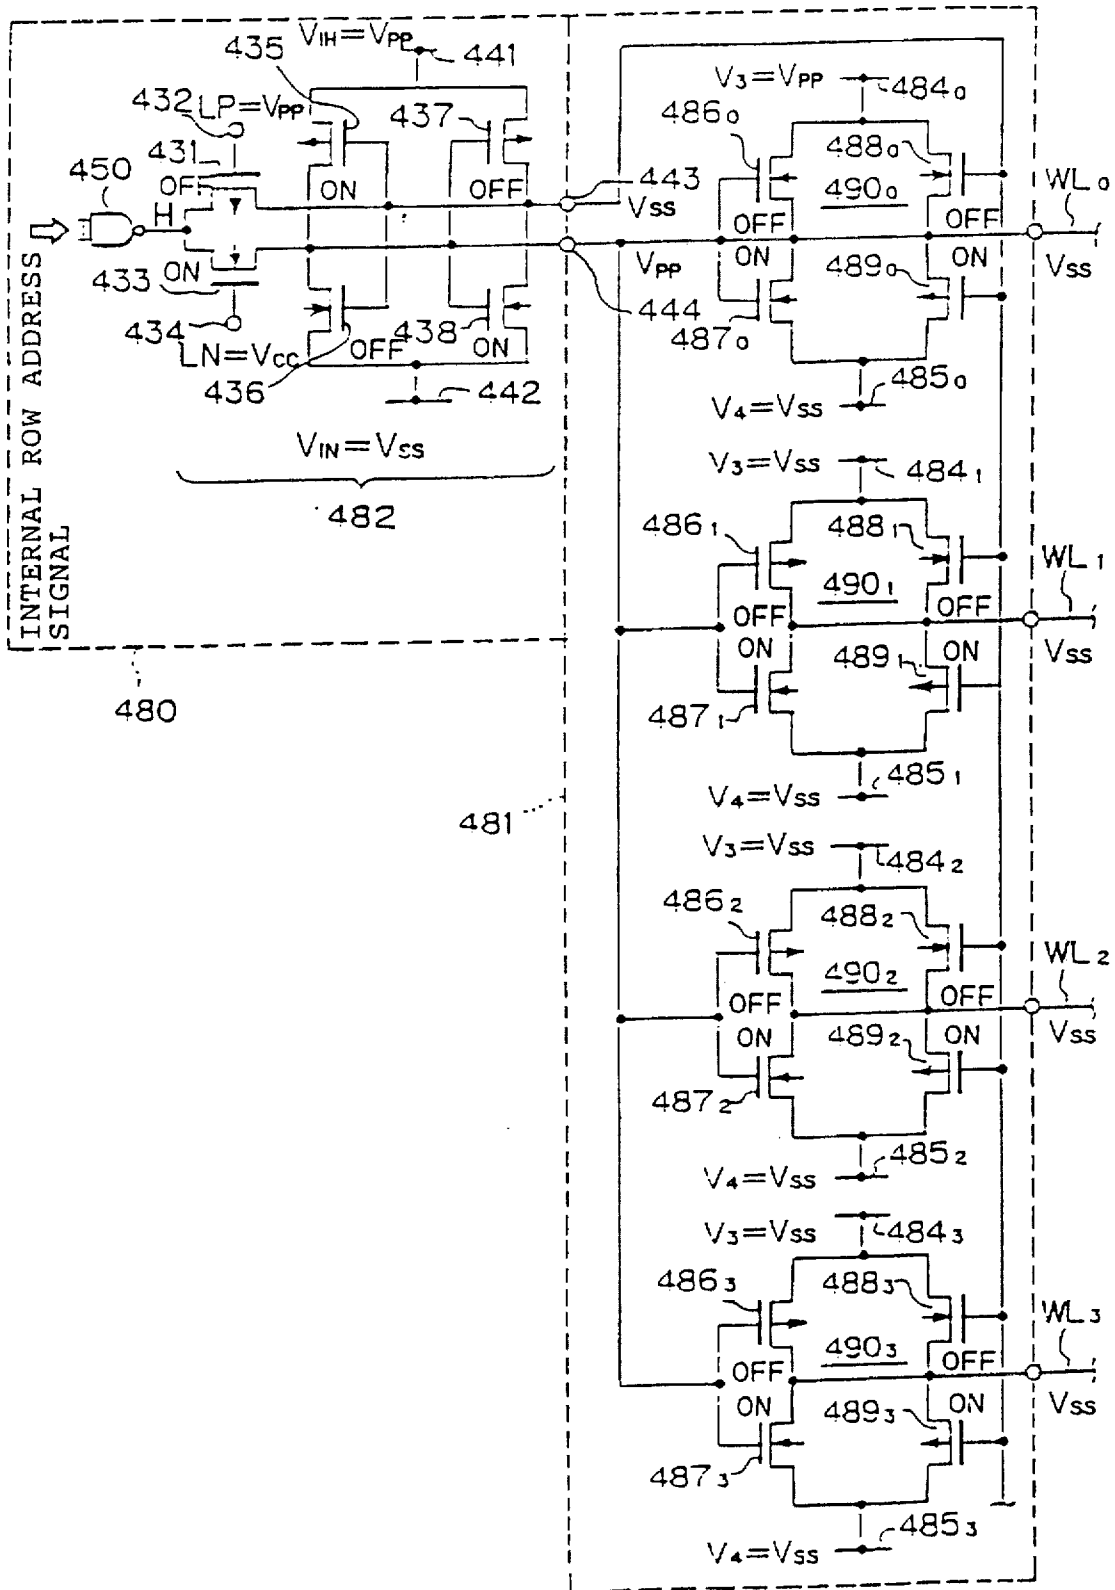 INTERNAL ROW ADDRESS
SIGNAL
450
H
431
432
LP=VPP
OFF
ON
433
434
LN=VCC
435
VIH=VPP
441
437
ON
OFF
443
VSS
VPP
444
438
OFF
ON
436
442
VIN=VSS
482
480
481
V3=VPP
4840
4860
4880
4900
OFF
OFF
ON
ON
4890
4870
V4=VSS
4850
WL0
VSS
V3=VSS
4841
4861
4881
4901
OFF
OFF
ON
ON
4891
4871
V4=VSS
4851
WL1
VSS
V3=VSS
4842
4862
4882
4902
OFF
OFF
ON
ON
4892
4872
V4=VSS
4852
WL2
VSS
V3=VSS
4843
4863
4883
4903
OFF
OFF
ON
ON
4893
4873
V4=VSS
4853
WL3
VSS